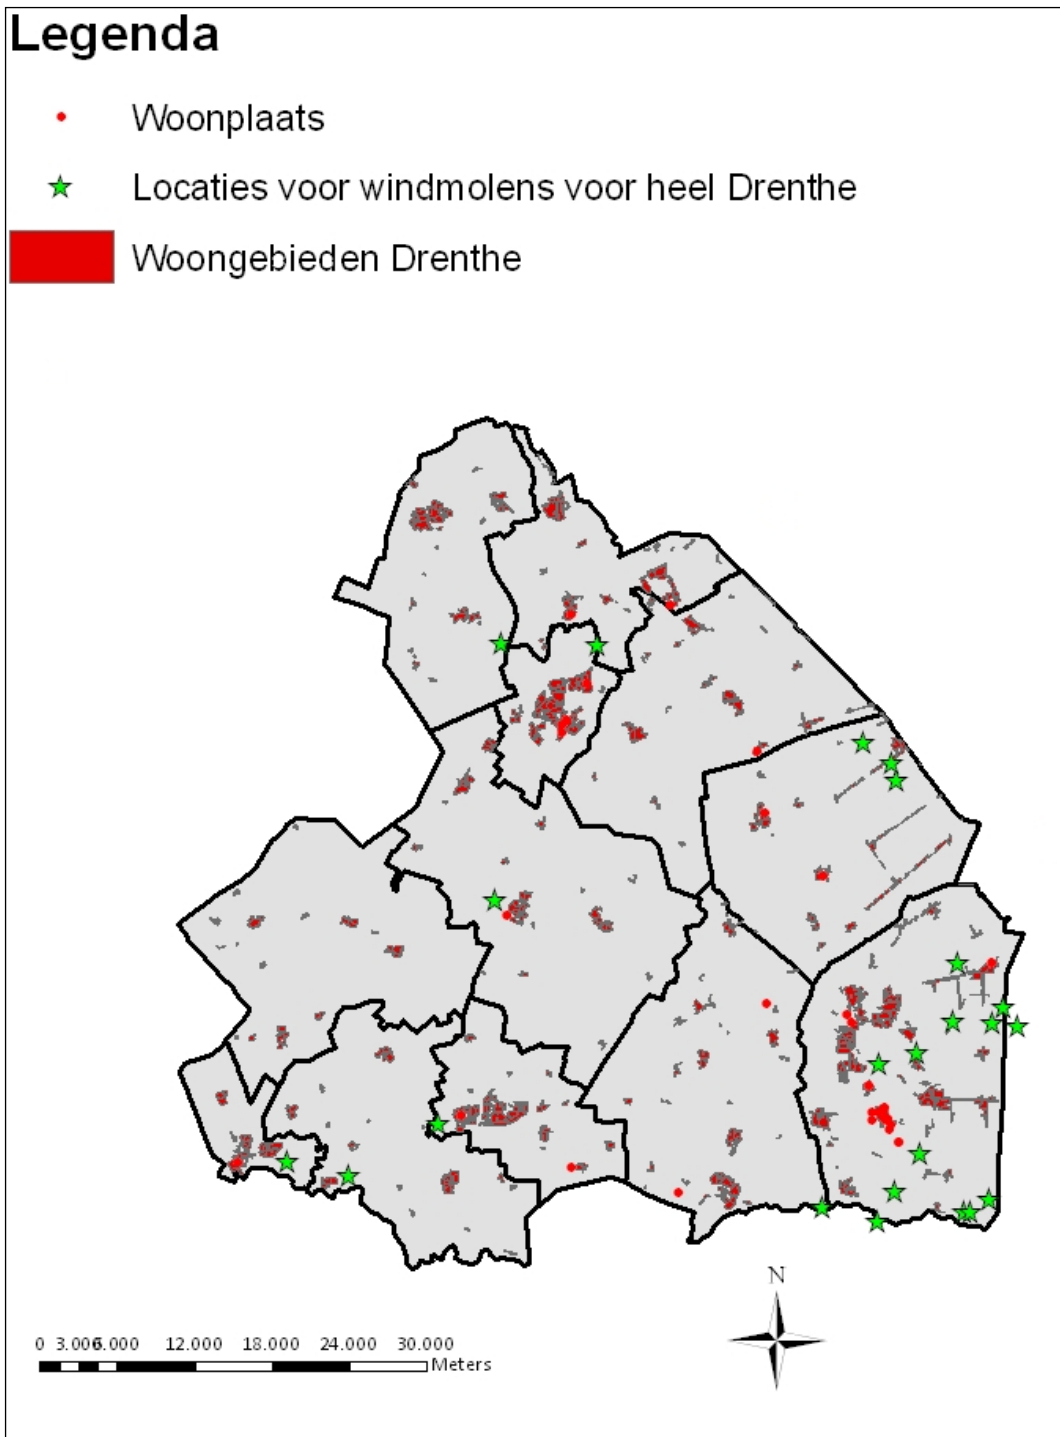 Legenda
Woonplaats
Locaties voor windmolens voor heel Drenthe
Woongebieden Drenthe
N
0 3.000 6.000 12.000 18.000 24.000 30.000
Meters